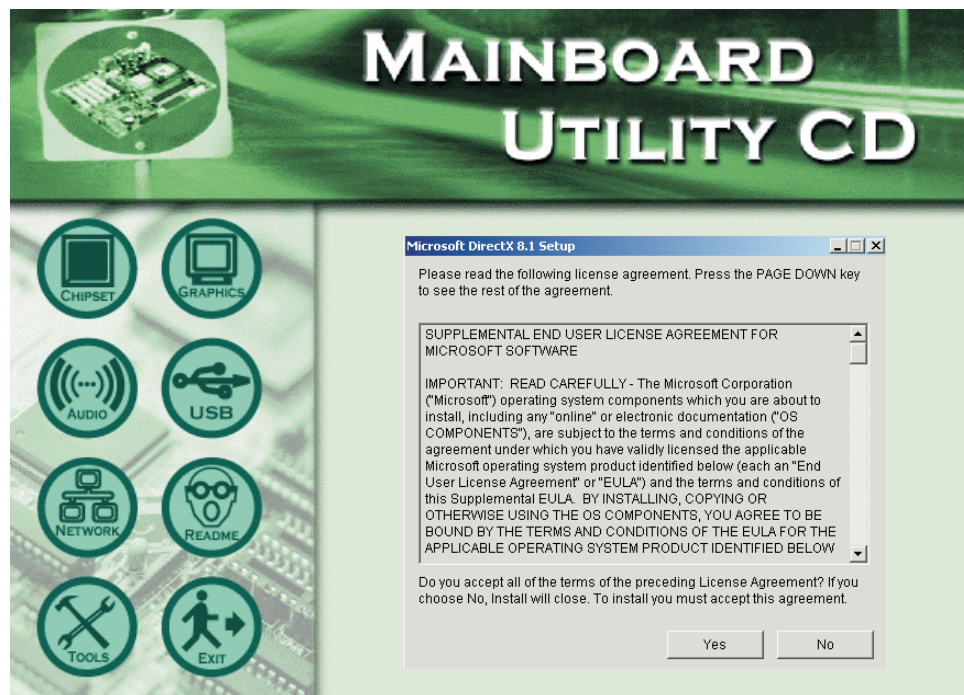 MAINBOARD
UTILITY CD
CHIPSET
GRAPHICS
AUDIO
USB
NETWORK
README
TOOLS
EXIT
Microsoft DirectX 8.1 Setup
Please read the following license agreement. Press the PAGE DOWN key
to see the rest of the agreement.
SUPPLEMENTAL END USER LICENSE AGREEMENT FOR
MICROSOFT SOFTWARE
IMPORTANT: READ CAREFULLY - The Microsoft Corporation
("Microsoft") operating system components which you are about to
install, including any "online" or electronic documentation ("OS
COMPONENTS"), are subject to the terms and conditions of the
agreement under which you have validly licensed the applicable
Microsoft operating system product identified below (each an "End
User License Agreement" or "EULA") and the terms and conditions of
this Supplemental EULA. BY INSTALLING, COPYING OR
OTHERWISE USING THE OS COMPONENTS, YOU AGREE TO BE
BOUND BY THE TERMS AND CONDITIONS OF THE EULA FOR THE
APPLICABLE OPERATING SYSTEM PRODUCT IDENTIFIED BELOW
Do you accept all of the terms of the preceding License Agreement? If you
choose No, Install will close. To install you must accept this agreement.
Yes
No